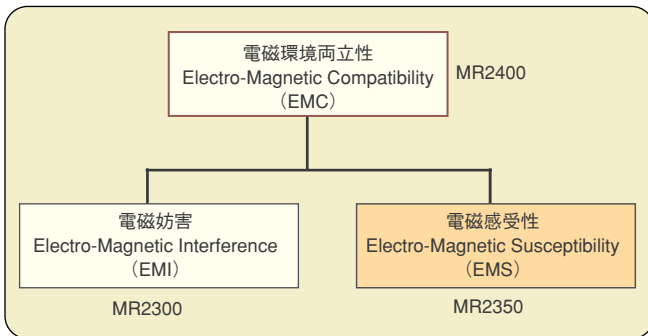 電磁環境両立性
Electro-Magnetic Compatibility
（EMC）
MR2400
電磁妨害
Electro-Magnetic Interference
（EMI）
MR2300
電磁感受性
Electro-Magnetic Susceptibility
（EMS）
MR2350